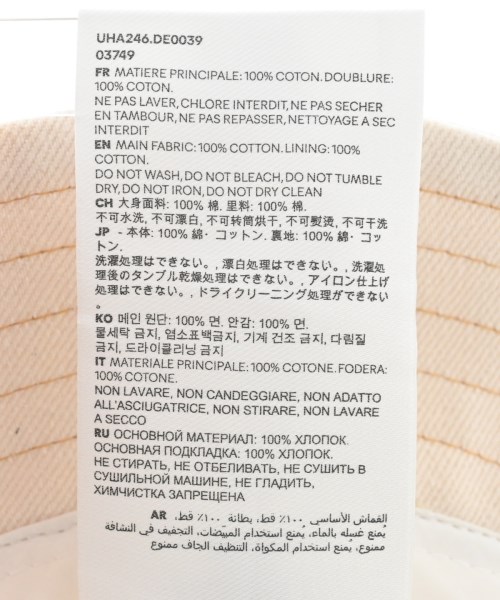 UHA246.DE0039
03749
FR MATIERE PRINCIPALE: 100% COTON. DOUBLURE:
100% COTON.
NE PAS LAVER, CHLORE INTERDIT, NE PAS SECHER
EN TAMBOUR, NE PAS REPASSER, NETTOYAGE A SEC
INTERDIT
EN MAIN FABRIC: 100% COTTON. LINING: 100%
COTTON.
DO NOT WASH, DO NOT BLEACH, DO NOT TUMBLE
DRY, DO NOT IRON, DO NOT DRY CLEAN
CH 大身面料: 100% 棉. 里料: 100% 棉.
不可水洗, 不可漂白, 不可转筒烘干, 不可熨烫, 不可干洗
JP - 本体: 100% 綿・コットン. 裏地: 100% 綿・コッ
トン.
洗濯処理はできない。, 漂白処理はできない。, 洗濯処
理後のタンブル乾燥処理はできない。, アイロン仕上げ
処理はできない。, ドライクリーニング処理ができない
。
KO 메인 원단: 100% 면. 안감: 100% 면.
물세탁 금지, 염소표백금지, 기계 건조 금지, 다림질
금지, 드라이클리닝 금지
IT MATERIALE PRINCIPALE: 100% COTONE. FODERA:
100% COTONE.
NON LAVARE, NON CANDEGGIARE, NON ADATTO
ALL'ASCIUGATRICE, NON STIRARE, NON LAVARE
A SECCO
RU ОСНОВНОЙ МАТЕРИАЛ: 100% ХЛОПОК.
ОСНОВНАЯ ПОДКЛАДКА: 100% ХЛОПОК.
НЕ СТИРАТЬ, НЕ ОТБЕЛИВАТЬ, НЕ СУШИТЬ В
СУШИЛЬНОЙ МАШИНЕ, НЕ ГЛАДИТЬ,
ХИМЧИСТКА ЗАПРЕЩЕНА
AR القماش الأساسي ١٠٠٪ قطن، بطانة ١٠٠٪ قطن.
يُمنع غسله بالماء، يُمنع استخدام المبيّضات، التجفيف في النشافة
ممنوع، يُمنع استخدام المكواة، التنظيف الجاف ممنوع